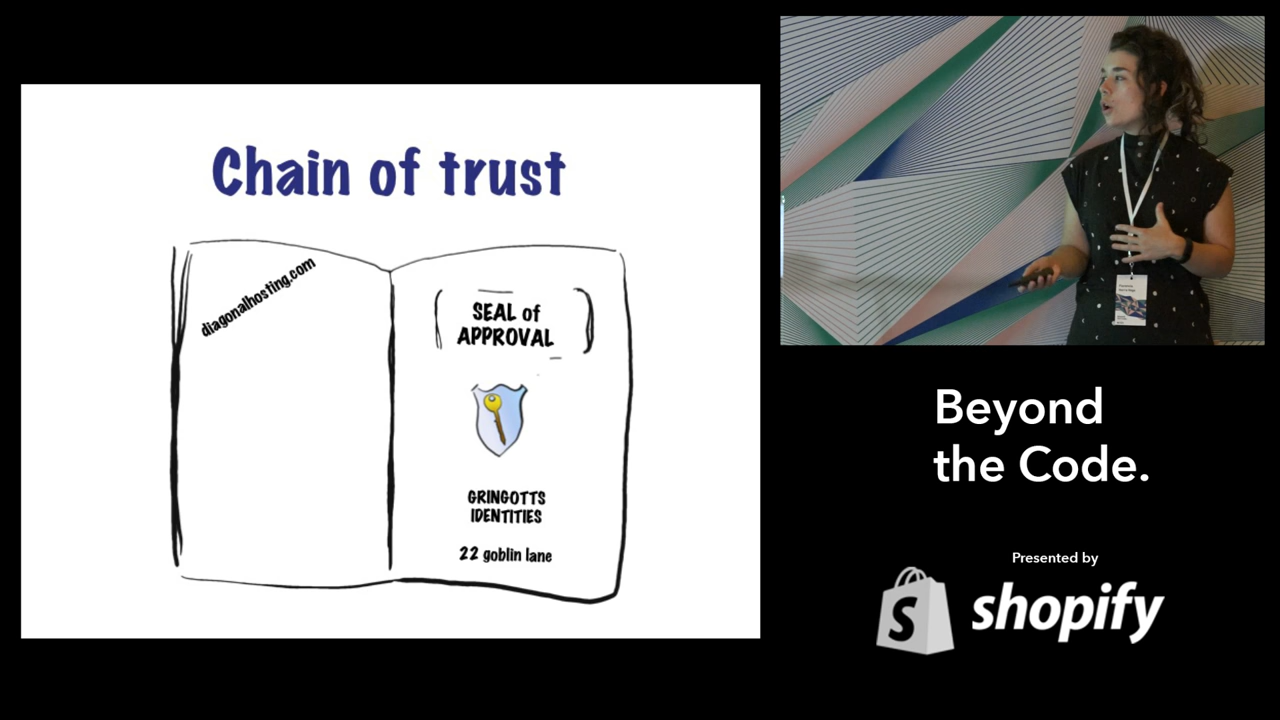 Chain of trust
diagonalhosting.com
SEAL of
APPROVAL
GRINGOTTS
IDENTITIES
22 goblin lane
Beyond
the Code.
Presented by
S
shopify